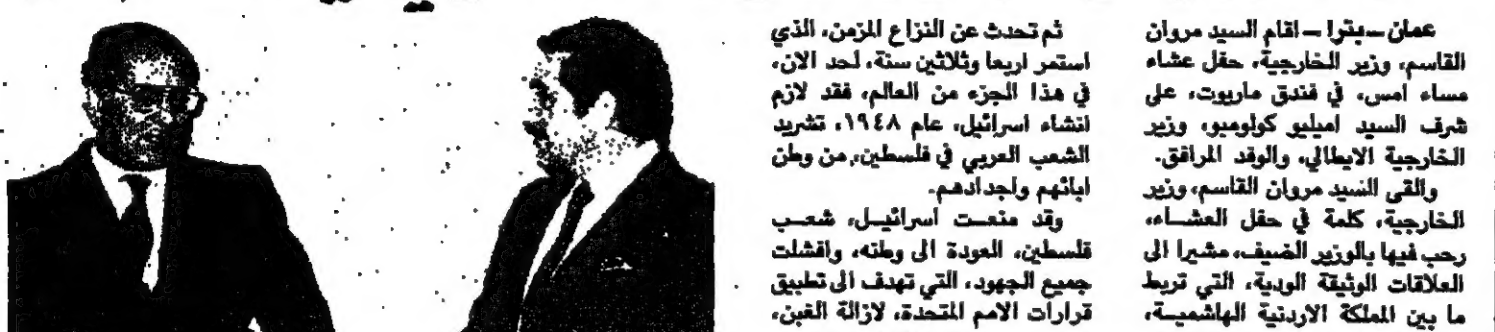 عمان ـ بترا ـ اقام السيد مروان
القاسم، وزير الخارجية، حفل عشاء
مساء امس، في فندق ماريوت، على
شرف السيد اميليو كولومبو، وزير
الخارجية الايطالي، والوفد المرافق.
والقى السيد مروان القاسم، وزير
الخارجية، كلمة في حفل العشـاء،
رحب فيها بالوزير الضيف، مشيرا الى
العلاقات الوثيقة الودية، التي تربط
ما بين المملكة الاردنية الهاشميـة،
ثم تحدث عن النزاع المزمن، الذي
استمر اربعا وثلاثين سنة، لحد الان،
في هذا الجزء من العالم، فقد لازم
انشاء اسرائيل، عام ١٩٤٨، تشريد
الشعب العربي في فلسطين، من وطن
ابائهم واجدادهم.
وقد منعـت اسرائيـل، شعـب
فلسطين، العودة الى وطنه، وافشلت
جميع الجهود، التي تهدف الى تطبيق
قرارات الامم المتحدة، لازالة الغبن،